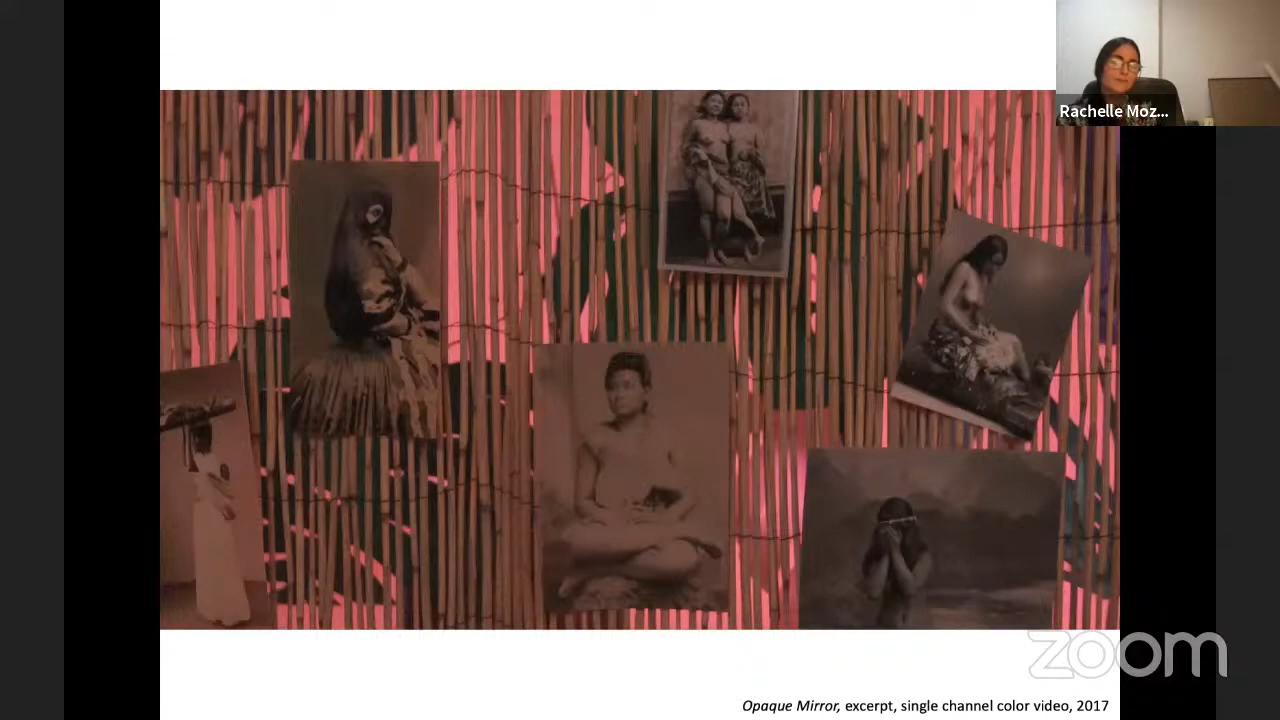 Rachelle Moz...
zoom
Opaque Mirror, excerpt, single channel color video, 2017